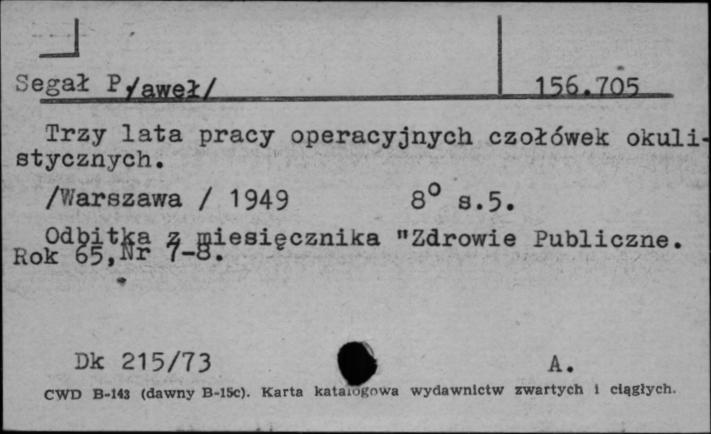 Segał P/aweł/ 156.705
Trzy lata pracy operacyjnych czołówek okuli-
stycznych.
/Warszawa / 1949 8° s.5.
Odbitka z miesięcznika "Zdrowie Publiczne.
Rok 65,Nr 7-8.
Dk 215/73 A.
CWD B-143 (dawny B-15c). Karta katalogowa wydawnictw zwartych i ciągłych.